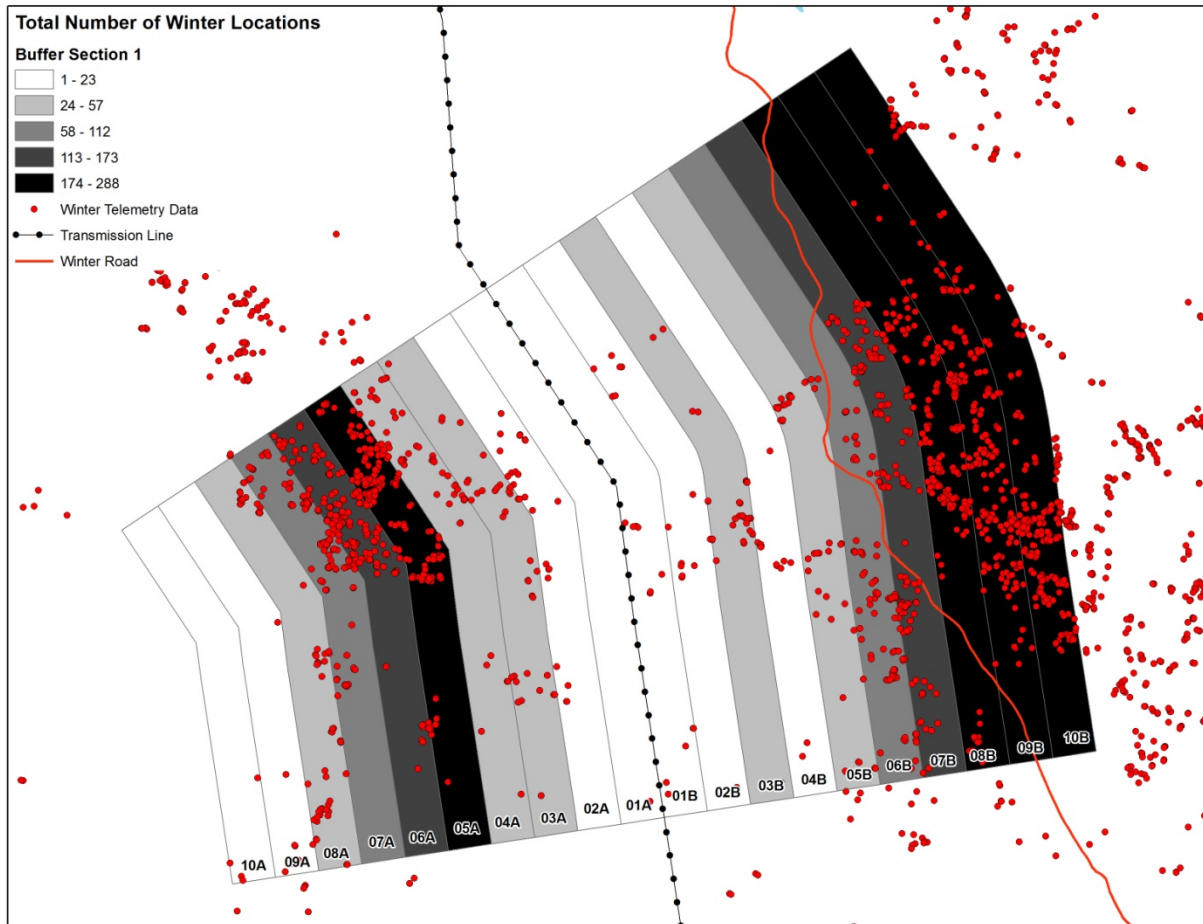 Total Number of Winter Locations
Buffer Section 1
1 - 23
24 - 57
58 - 112
113 - 173
174 - 288
Winter Telemetry Data
Transmission Line
Winter Road
10A 09A 08A 07A 06A 05A 04A 03A 02A 01A 01B 02B 03B 04B 05B 06B 07B 08B 09B 10B